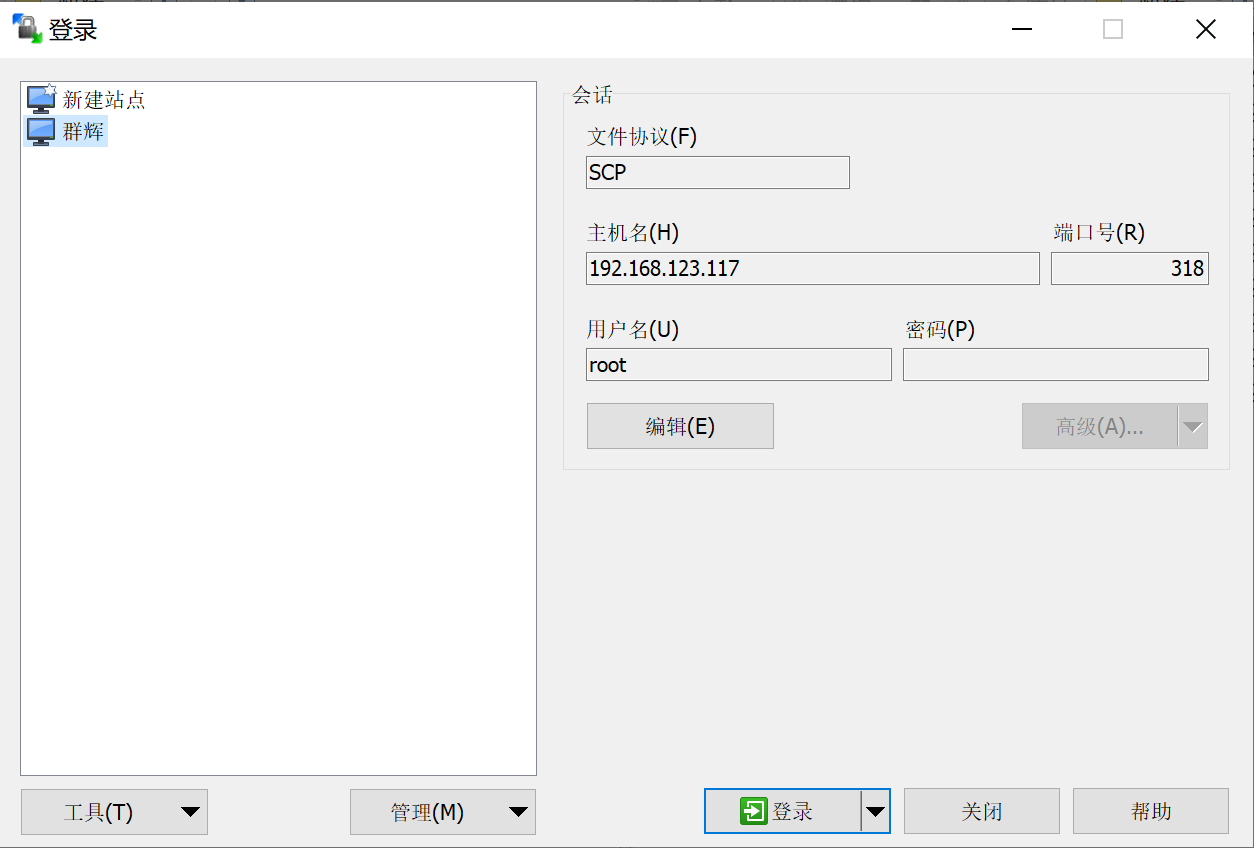 登录
新建站点
群辉
会话
文件协议(F)
SCP
主机名(H) 端口号(R)
192.168.123.117 318
用户名(U) 密码(P)
root
编辑(E) 高级(A)...
工具(T) 管理(M) 登录 关闭 帮助